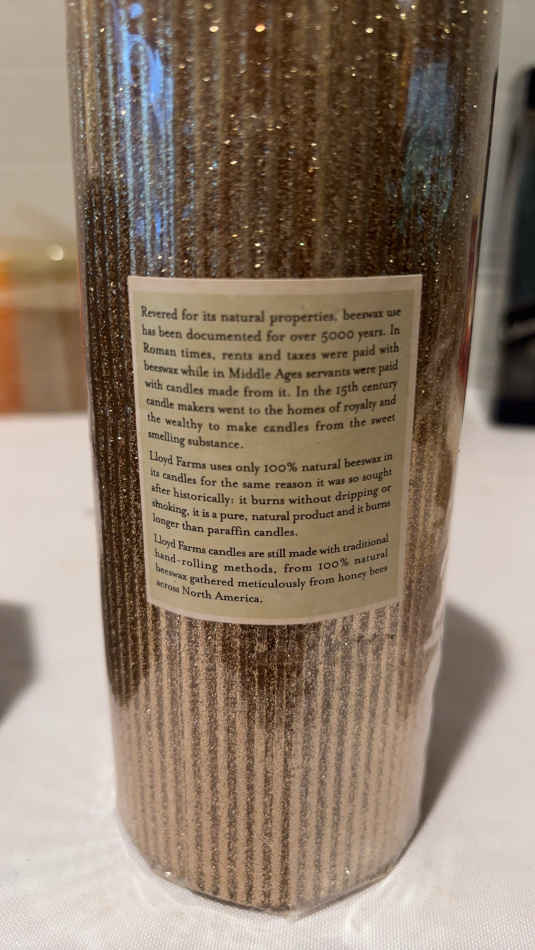 Revered for its natural properties, beeswax use
has been documented for over 5000 years. In
Roman times, rents and taxes were paid with
beeswax while in Middle Ages servants were paid
with candles made from it. In the 15th century
candle makers went to the homes of royalty and
the wealthy to make candles from the sweet
smelling substance.
Lloyd Farms uses only 100% natural beeswax in
its candles for the same reason it was so sought
after historically: it burns without dripping or
smoking, it is a pure, natural product and it burns
longer than paraffin candles.
Lloyd Farms candles are still made with traditional
hand-rolling methods, from 100% natural
beeswax gathered meticulously from honey bees
across North America.